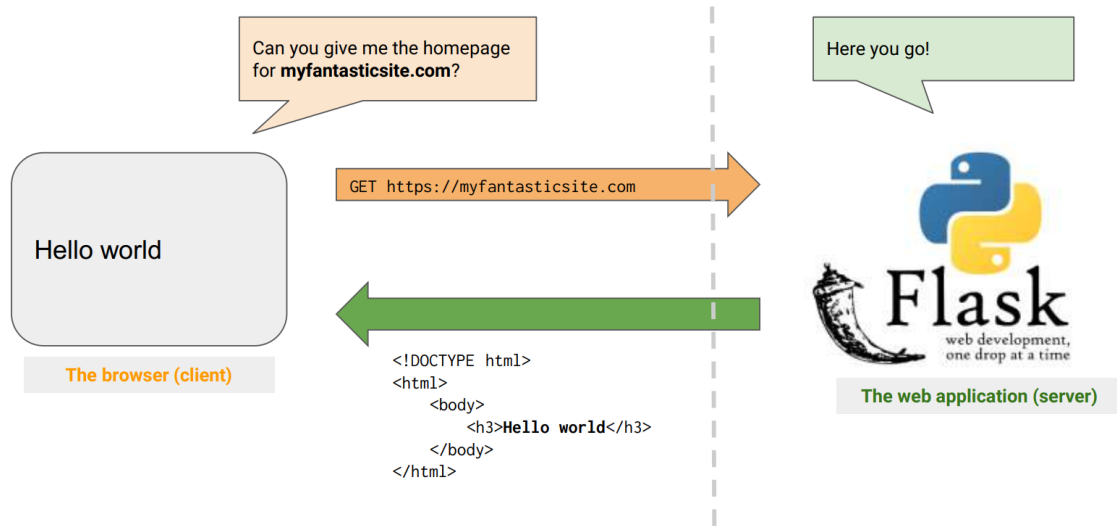 Can you give me the homepage
for myfantasticsite.com?
Here you go!
GET https://myfantasticsite.com
Hello world
Flask
web development,
one drop at a time
<!DOCTYPE html>
<html>
    <body>
        <h3>Hello world</h3>
    </body>
</html>
The browser (client)
The web application (server)